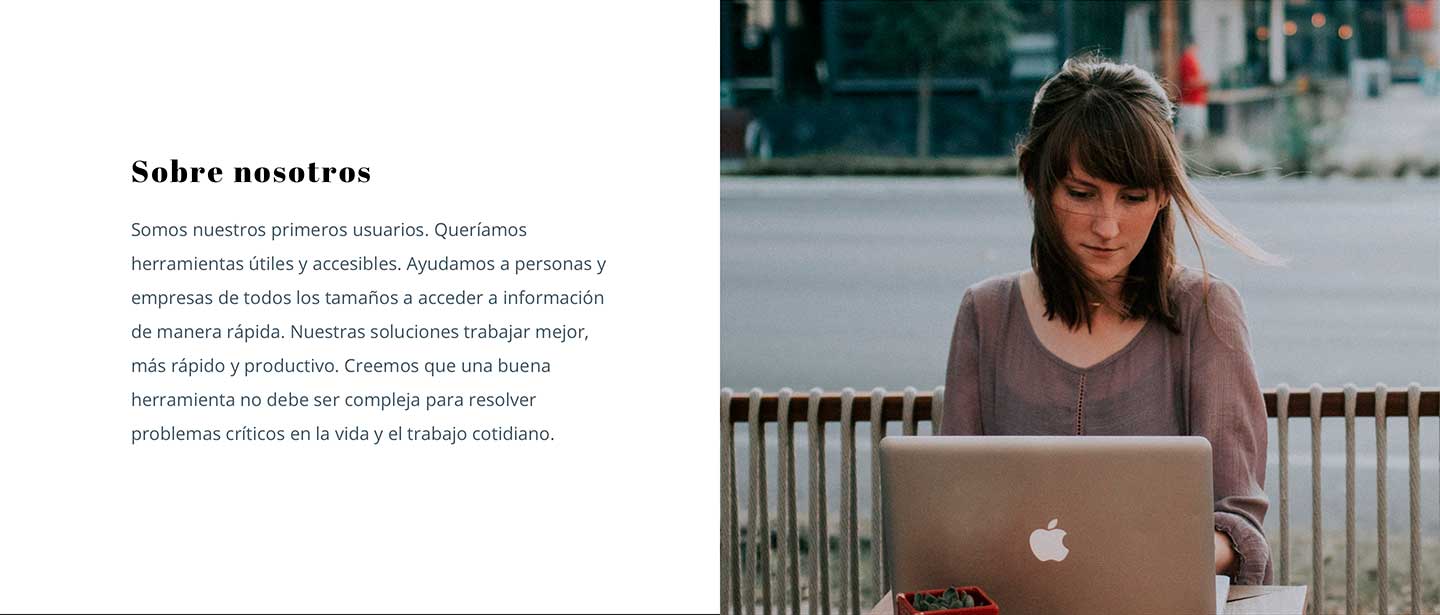 Sobre nosotros
Somos nuestros primeros usuarios. Queríamos
herramientas útiles y accesibles. Ayudamos a personas y
empresas de todos los tamaños a acceder a información
de manera rápida. Nuestras soluciones trabajar mejor,
más rápido y productivo. Creemos que una buena
herramienta no debe ser compleja para resolver
problemas críticos en la vida y el trabajo cotidiano.